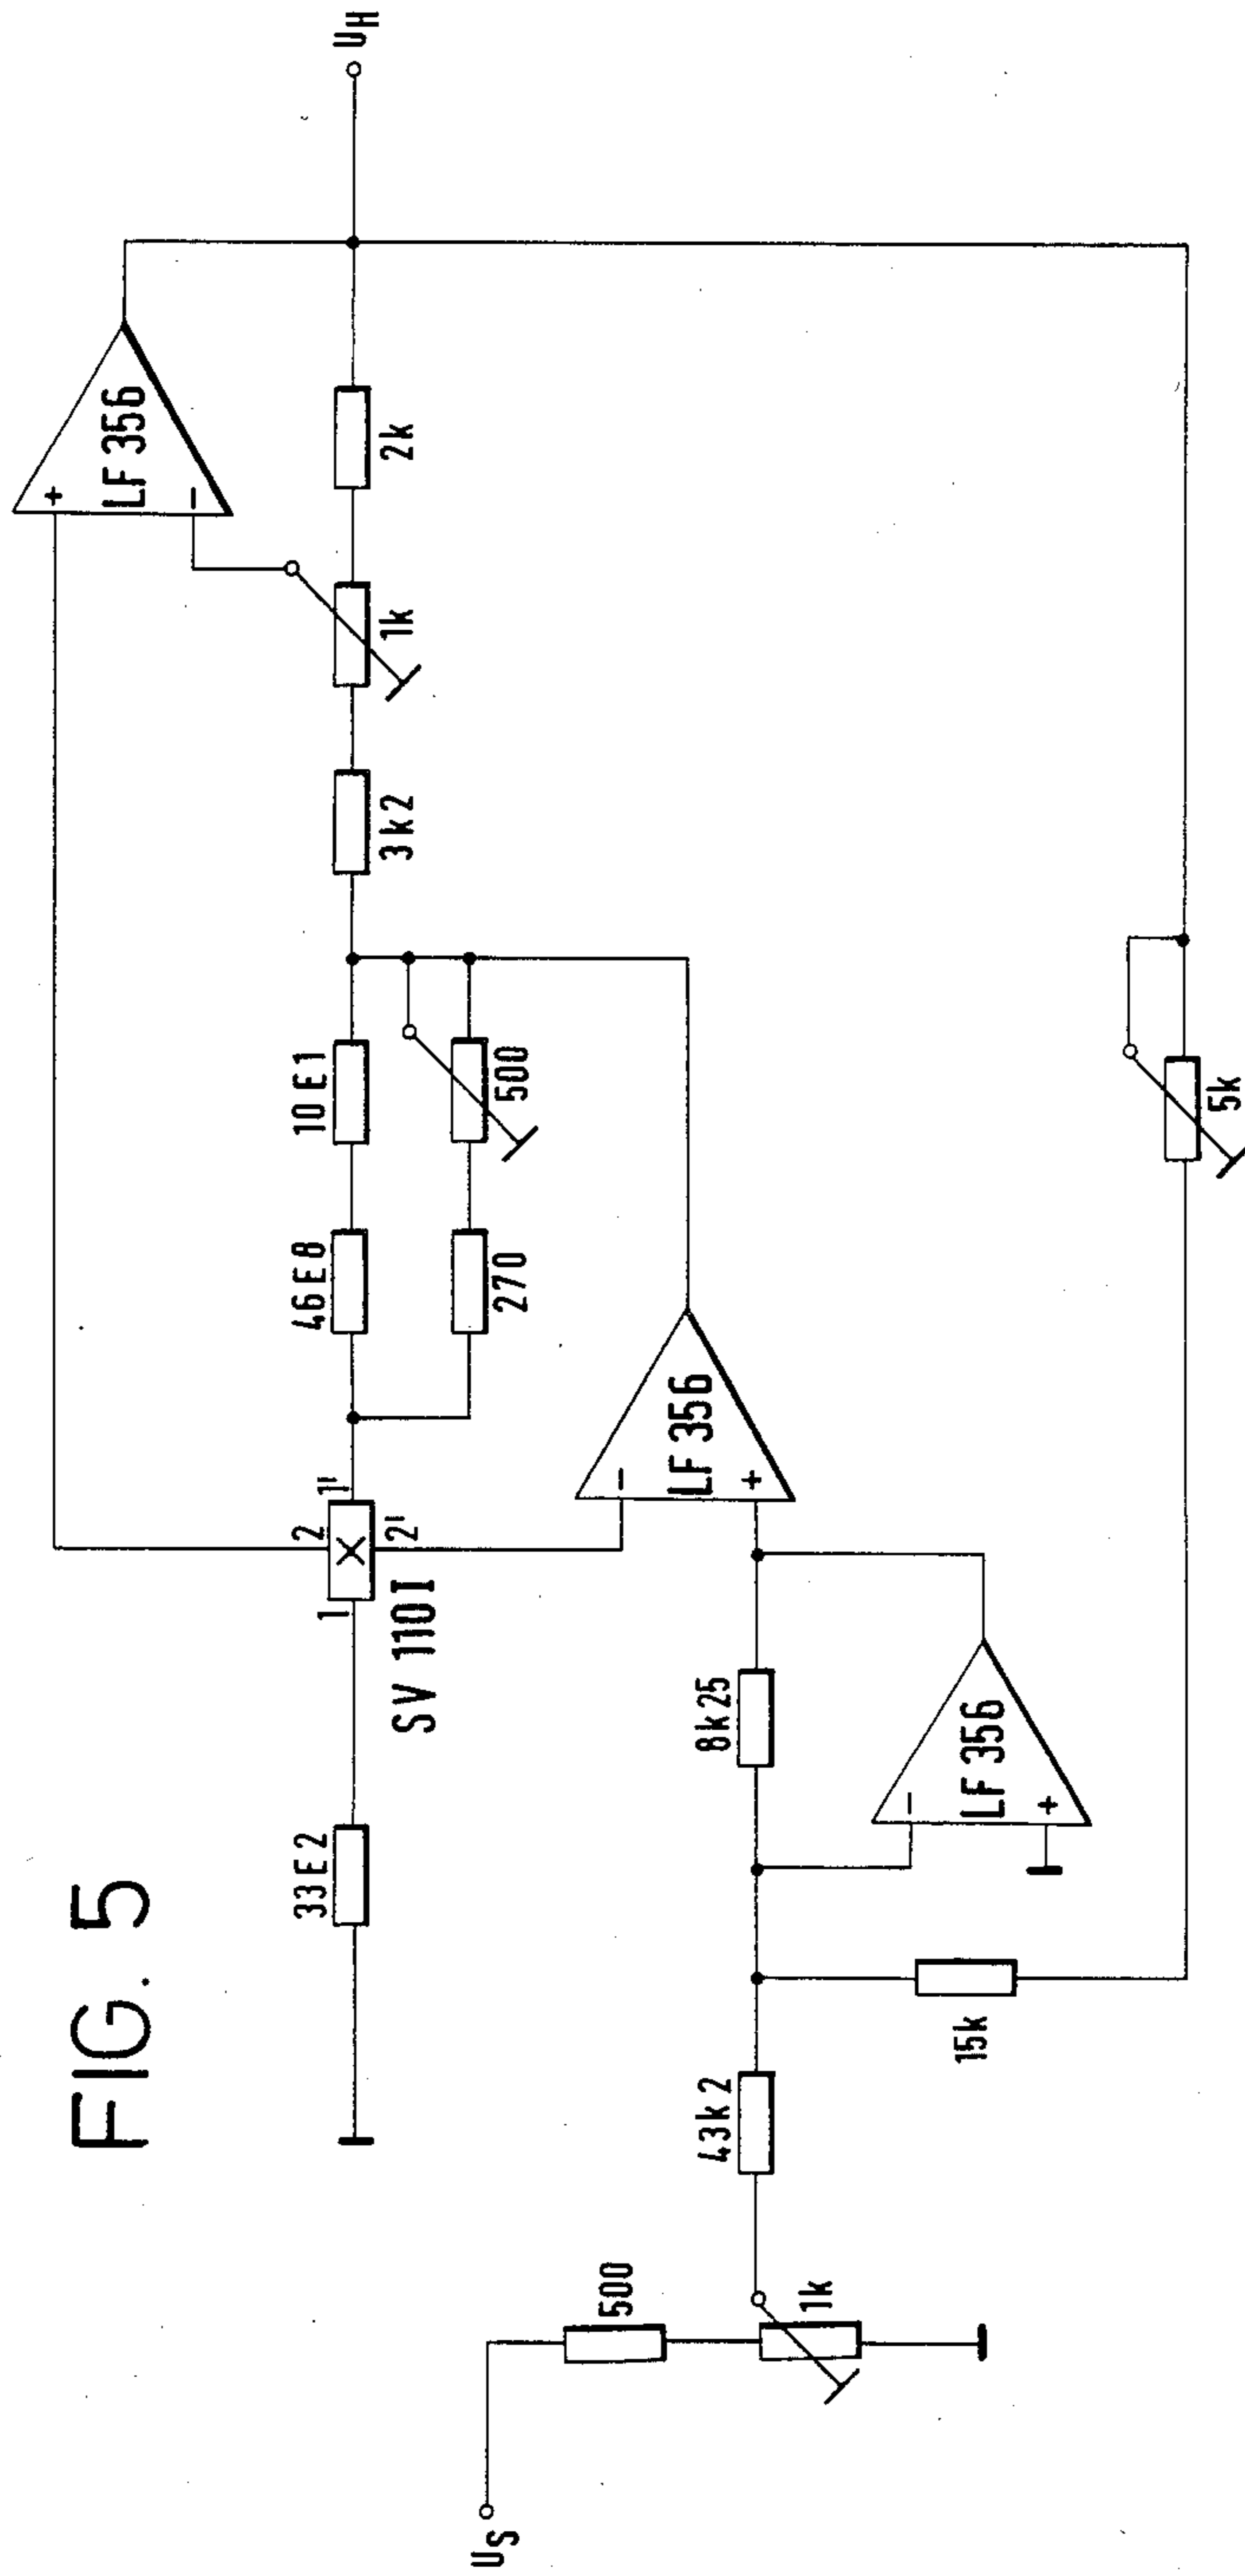 FIG. 5
U_H
+
LF 356
−
2k
1k
3k2
10E1
46E8
500
270
1
2
1'
2'
SV 110I
33E2
−
LF 356
+
8k25
−
LF 356
+
5k
15k
43k2
500
1k
U_S